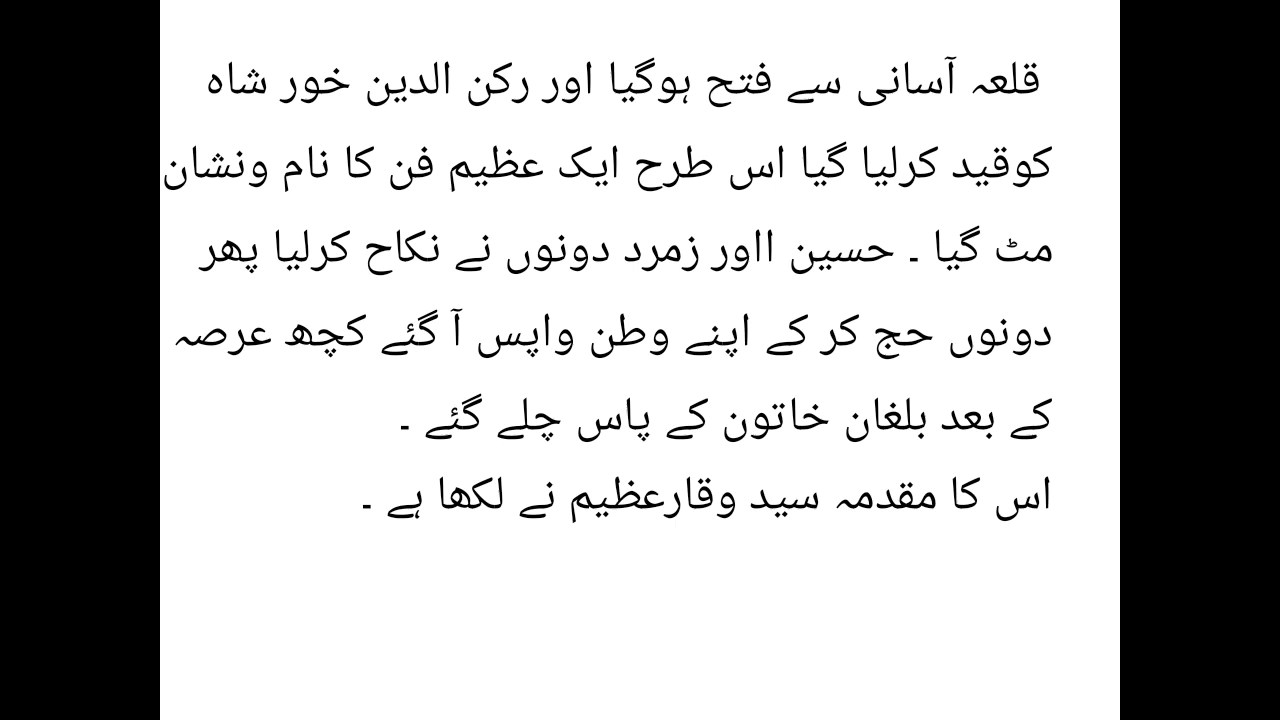 قلعہ آسانی سے فتح ہوگیا اور رکن الدین خور شاہ
کوقید کرلیا گیا اس طرح ایک عظیم فن کا نام ونشان
مٹ گیا ۔ حسین ااور زمرد دونوں نے نکاح کرلیا پھر
دونوں حج کر کے اپنے وطن واپس آ گئے کچھ عرصہ
کے بعد بلغان خاتون کے پاس چلے گئے ۔
اس کا مقدمہ سید وقارعظیم نے لکھا ہے ۔